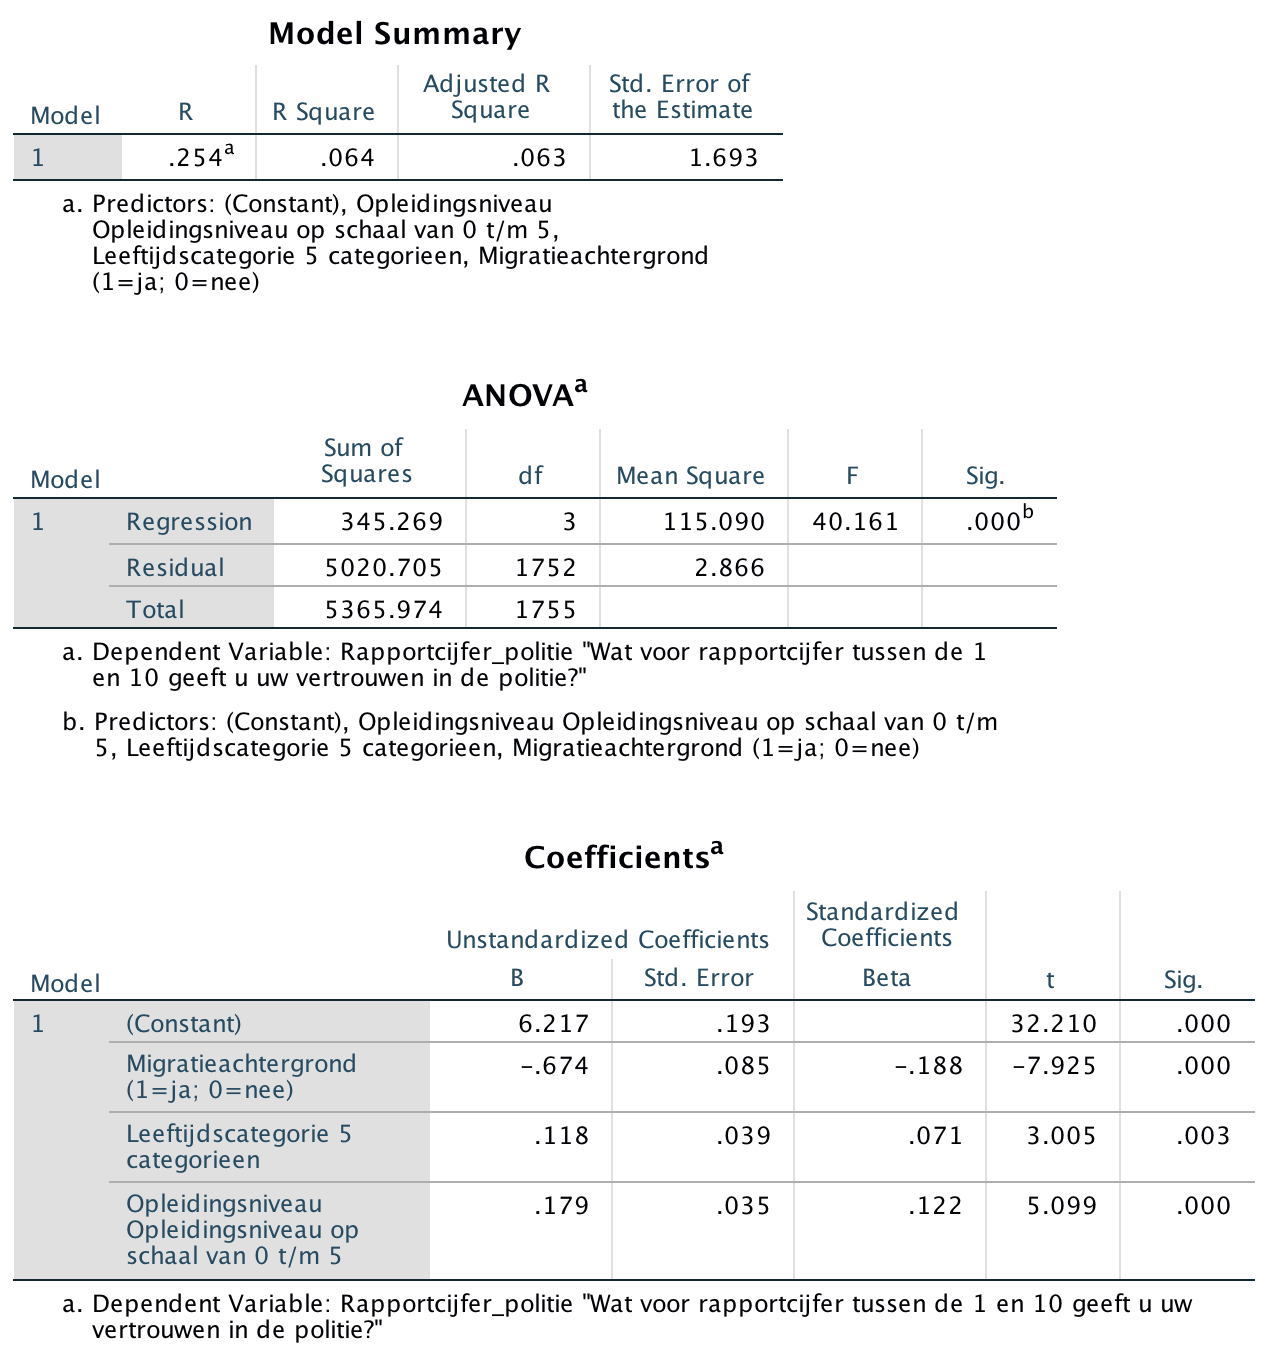 Model Summary
Model R R Square Adjusted R Square Std. Error of the Estimate
1 .254a .064 .063 1.693
a. Predictors: (Constant), Opleidingsniveau
Opleidingsniveau op schaal van 0 t/m 5,
Leeftijdscategorie 5 categorieen, Migratieachtergrond
(1=ja; 0=nee)
ANOVAa
Model Sum of Squares df Mean Square F Sig.
1 Regression 345.269 3 115.090 40.161 .000b
Residual 5020.705 1752 2.866
Total 5365.974 1755
a. Dependent Variable: Rapportcijfer_politie "Wat voor rapportcijfer tussen de 1
en 10 geeft u uw vertrouwen in de politie?"
b. Predictors: (Constant), Opleidingsniveau Opleidingsniveau op schaal van 0 t/m
5, Leeftijdscategorie 5 categorieen, Migratieachtergrond (1=ja; 0=nee)
Coefficientsa
Unstandardized Coefficients Standardized Coefficients
Model B Std. Error Beta t Sig.
1 (Constant) 6.217 .193 32.210 .000
Migratieachtergrond (1=ja; 0=nee) –.674 .085 –.188 –7.925 .000
Leeftijdscategorie 5 categorieen .118 .039 .071 3.005 .003
Opleidingsniveau Opleidingsniveau op schaal van 0 t/m 5 .179 .035 .122 5.099 .000
a. Dependent Variable: Rapportcijfer_politie "Wat voor rapportcijfer tussen de 1 en 10 geeft u uw
vertrouwen in de politie?"